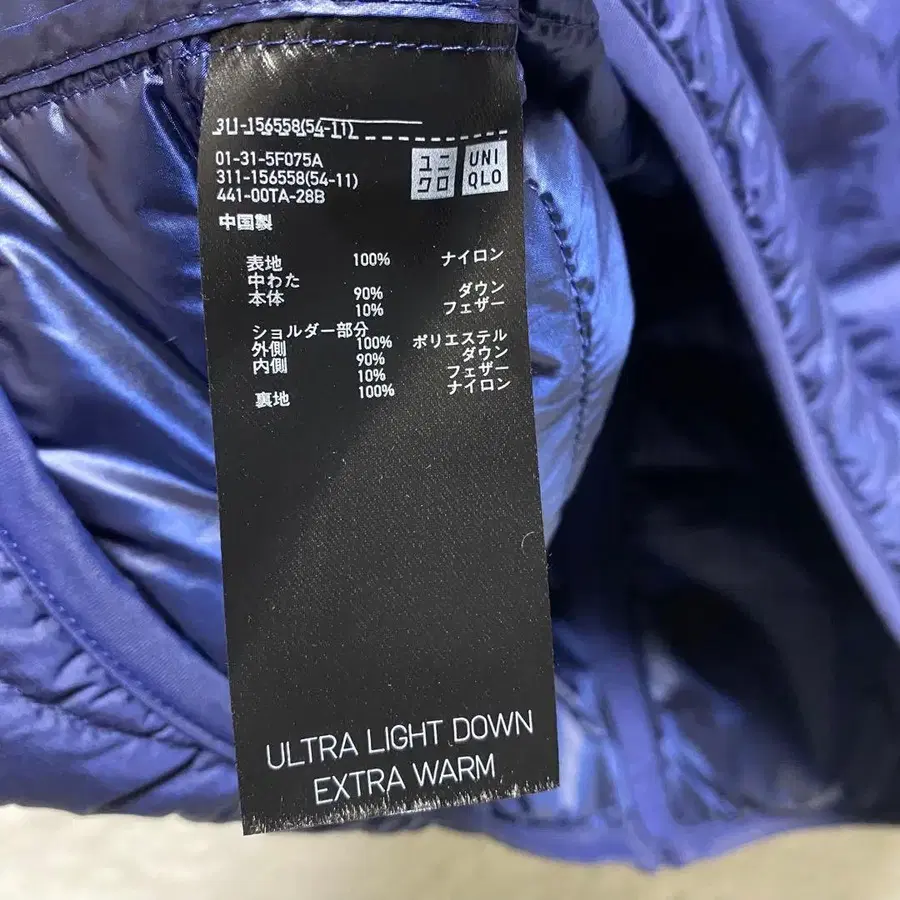 311-156558(54-11)
01-31-5F075A
311-156558(54-11)
441-00TA-28B
中国製
ユニクロ
UNIQLO
表地 100% ナイロン
中わた
本体 90% ダウン
10% フェザー
ショルダー部分
外側 100% ポリエステル
内側 90% ダウン
10% フェザー
裏地 100% ナイロン
ULTRA LIGHT DOWN
EXTRA WARM